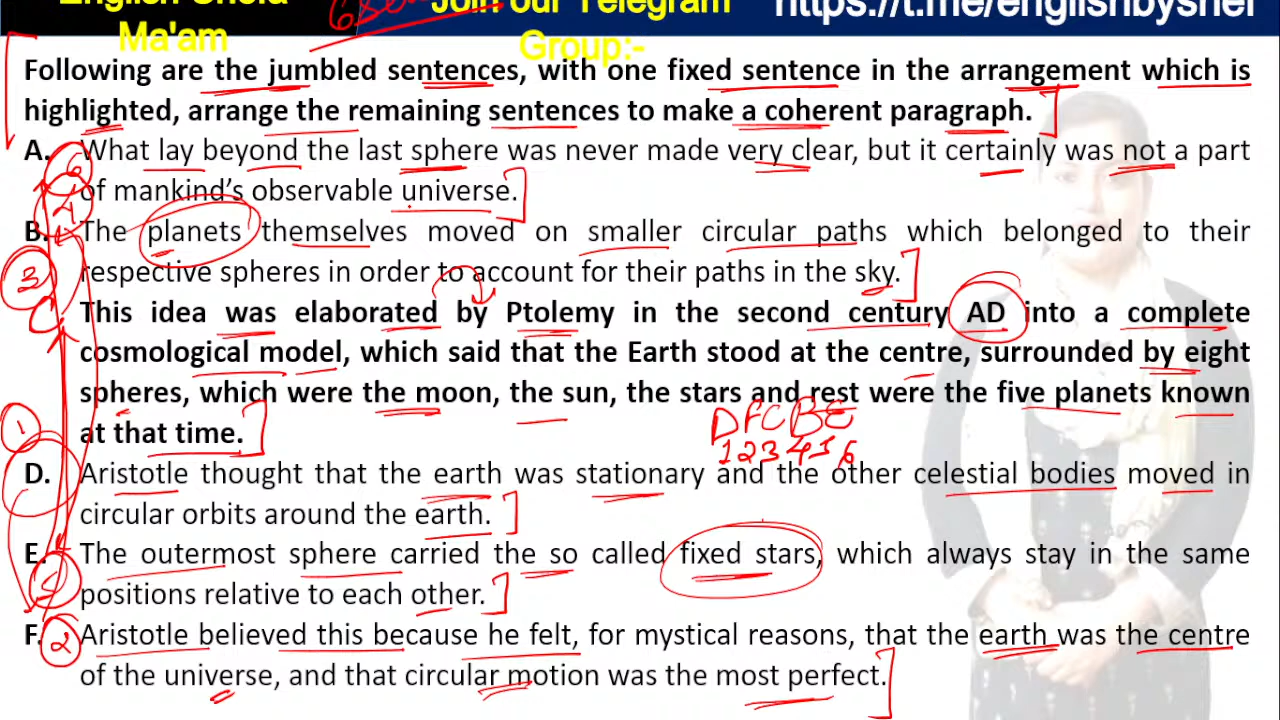 English Shela
Ma'am
Join our Telegram
Group:-
https://t.me/englishbyshel
Following are the jumbled sentences, with one fixed sentence in the arrangement which is
highlighted, arrange the remaining sentences to make a coherent paragraph.
A. What lay beyond the last sphere was never made very clear, but it certainly was not a part
6
of mankind's observable universe.
4
B. The planets themselves moved on smaller circular paths which belonged to their
3
respective spheres in order to account for their paths in the sky.
C. This idea was elaborated by Ptolemy in the second century AD into a complete
cosmological model, which said that the Earth stood at the centre, surrounded by eight
spheres, which were the moon, the sun, the stars and rest were the five planets known
1
at that time.
DFCBE
123456
D. Aristotle thought that the earth was stationary and the other celestial bodies moved in
circular orbits around the earth.
E. The outermost sphere carried the so called fixed stars, which always stay in the same
5
positions relative to each other.
F. 2 Aristotle believed this because he felt, for mystical reasons, that the earth was the centre
of the universe, and that circular motion was the most perfect.